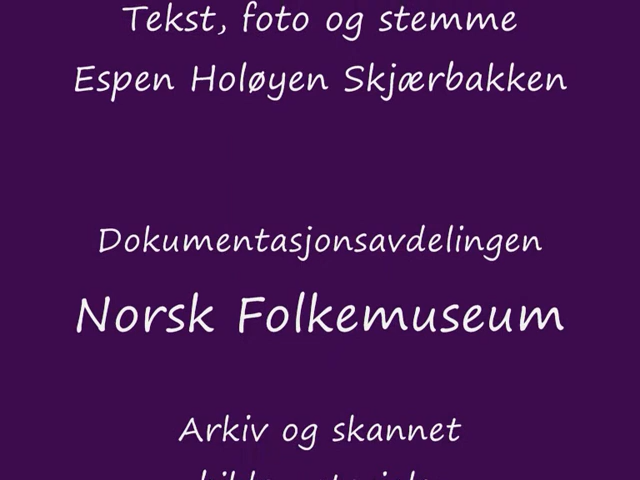 Tekst, foto og stemme
Espen Holøyen Skjærbakken
Dokumentasjonsavdelingen
Norsk Folkemuseum
Arkiv og skannet